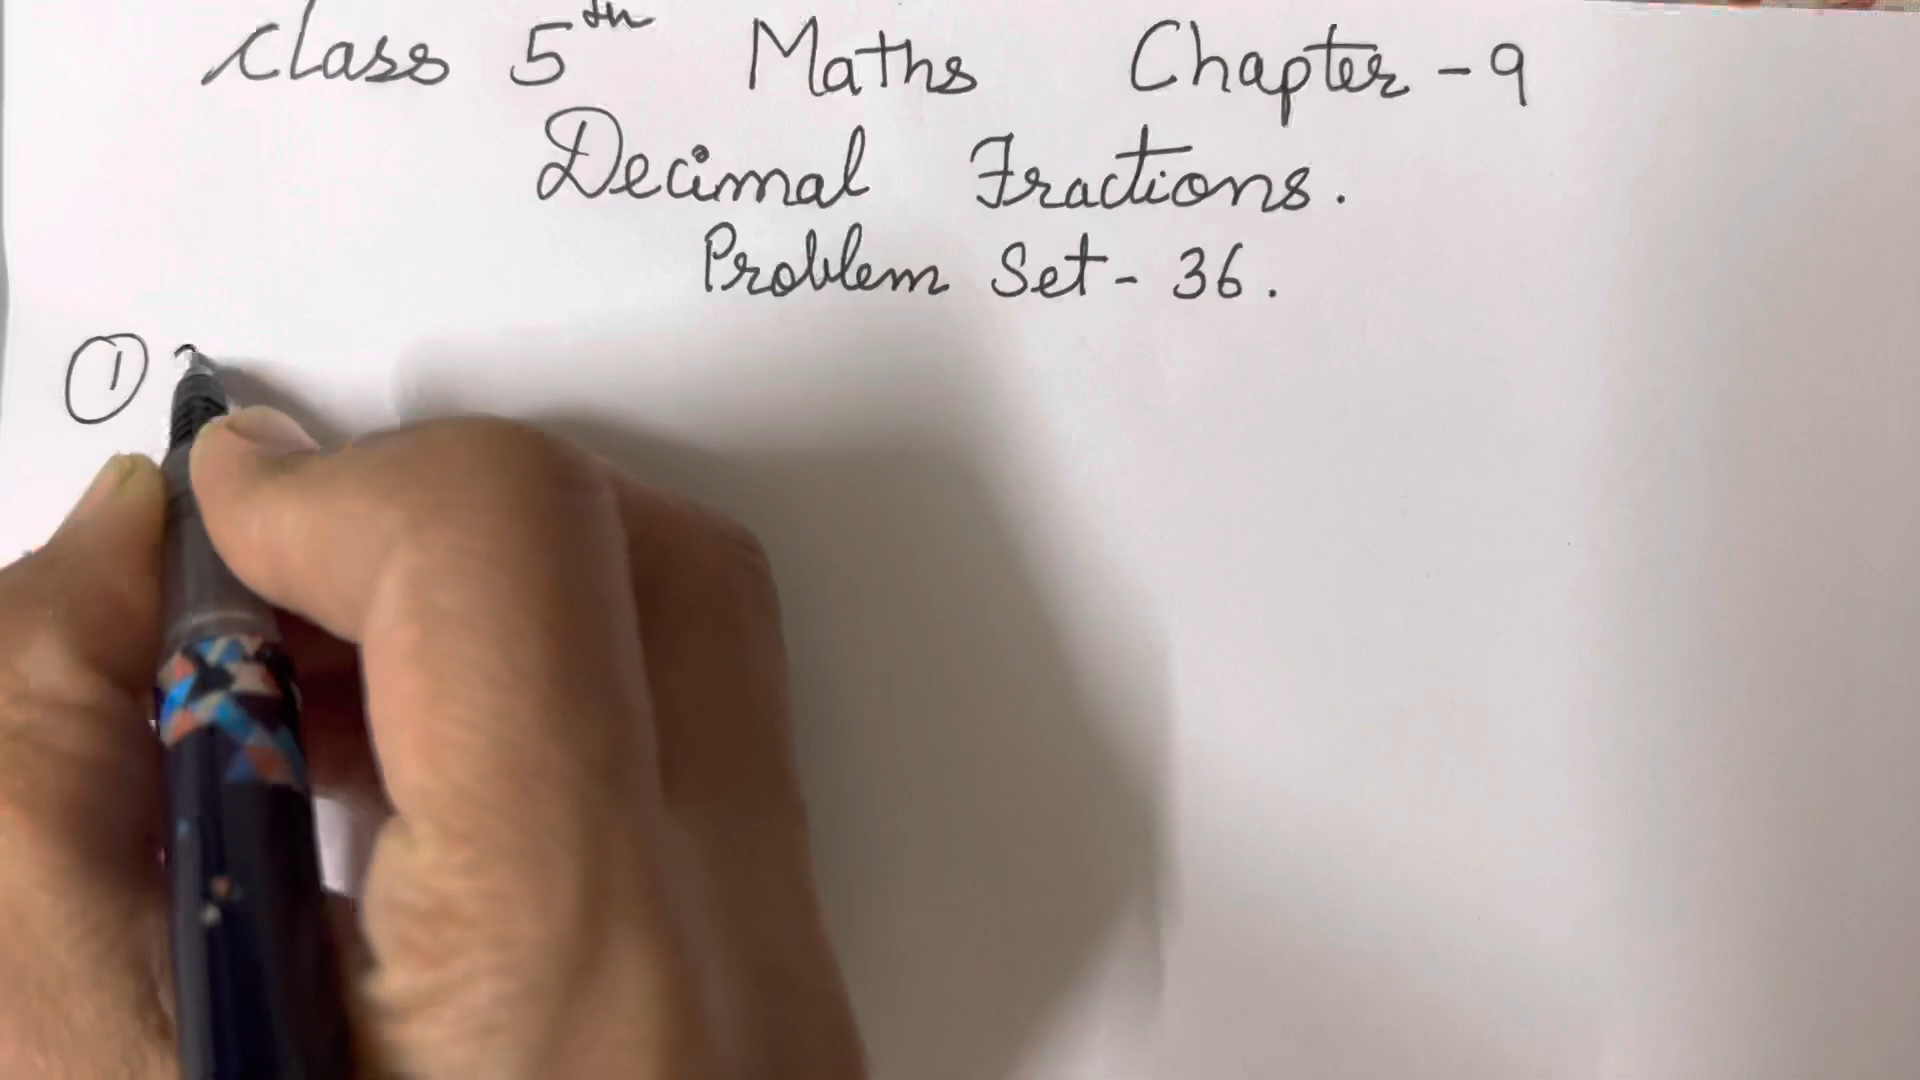 Class 5th Maths Chapter - 9
Decimal Fractions.
Problem Set - 36.
①